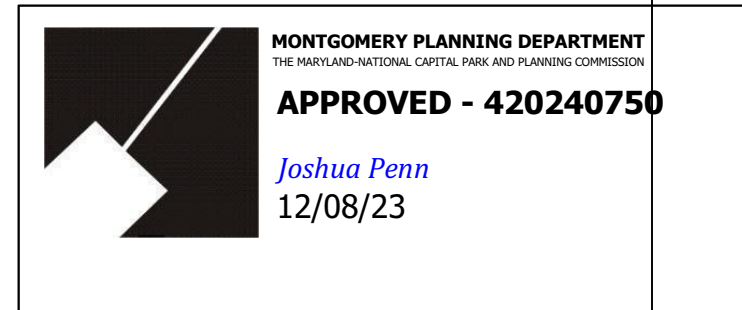 MONTGOMERY PLANNING DEPARTMENT
THE MARYLAND-NATIONAL CAPITAL PARK AND PLANNING COMMISSION
APPROVED - 420240750
Joshua Penn
12/08/23